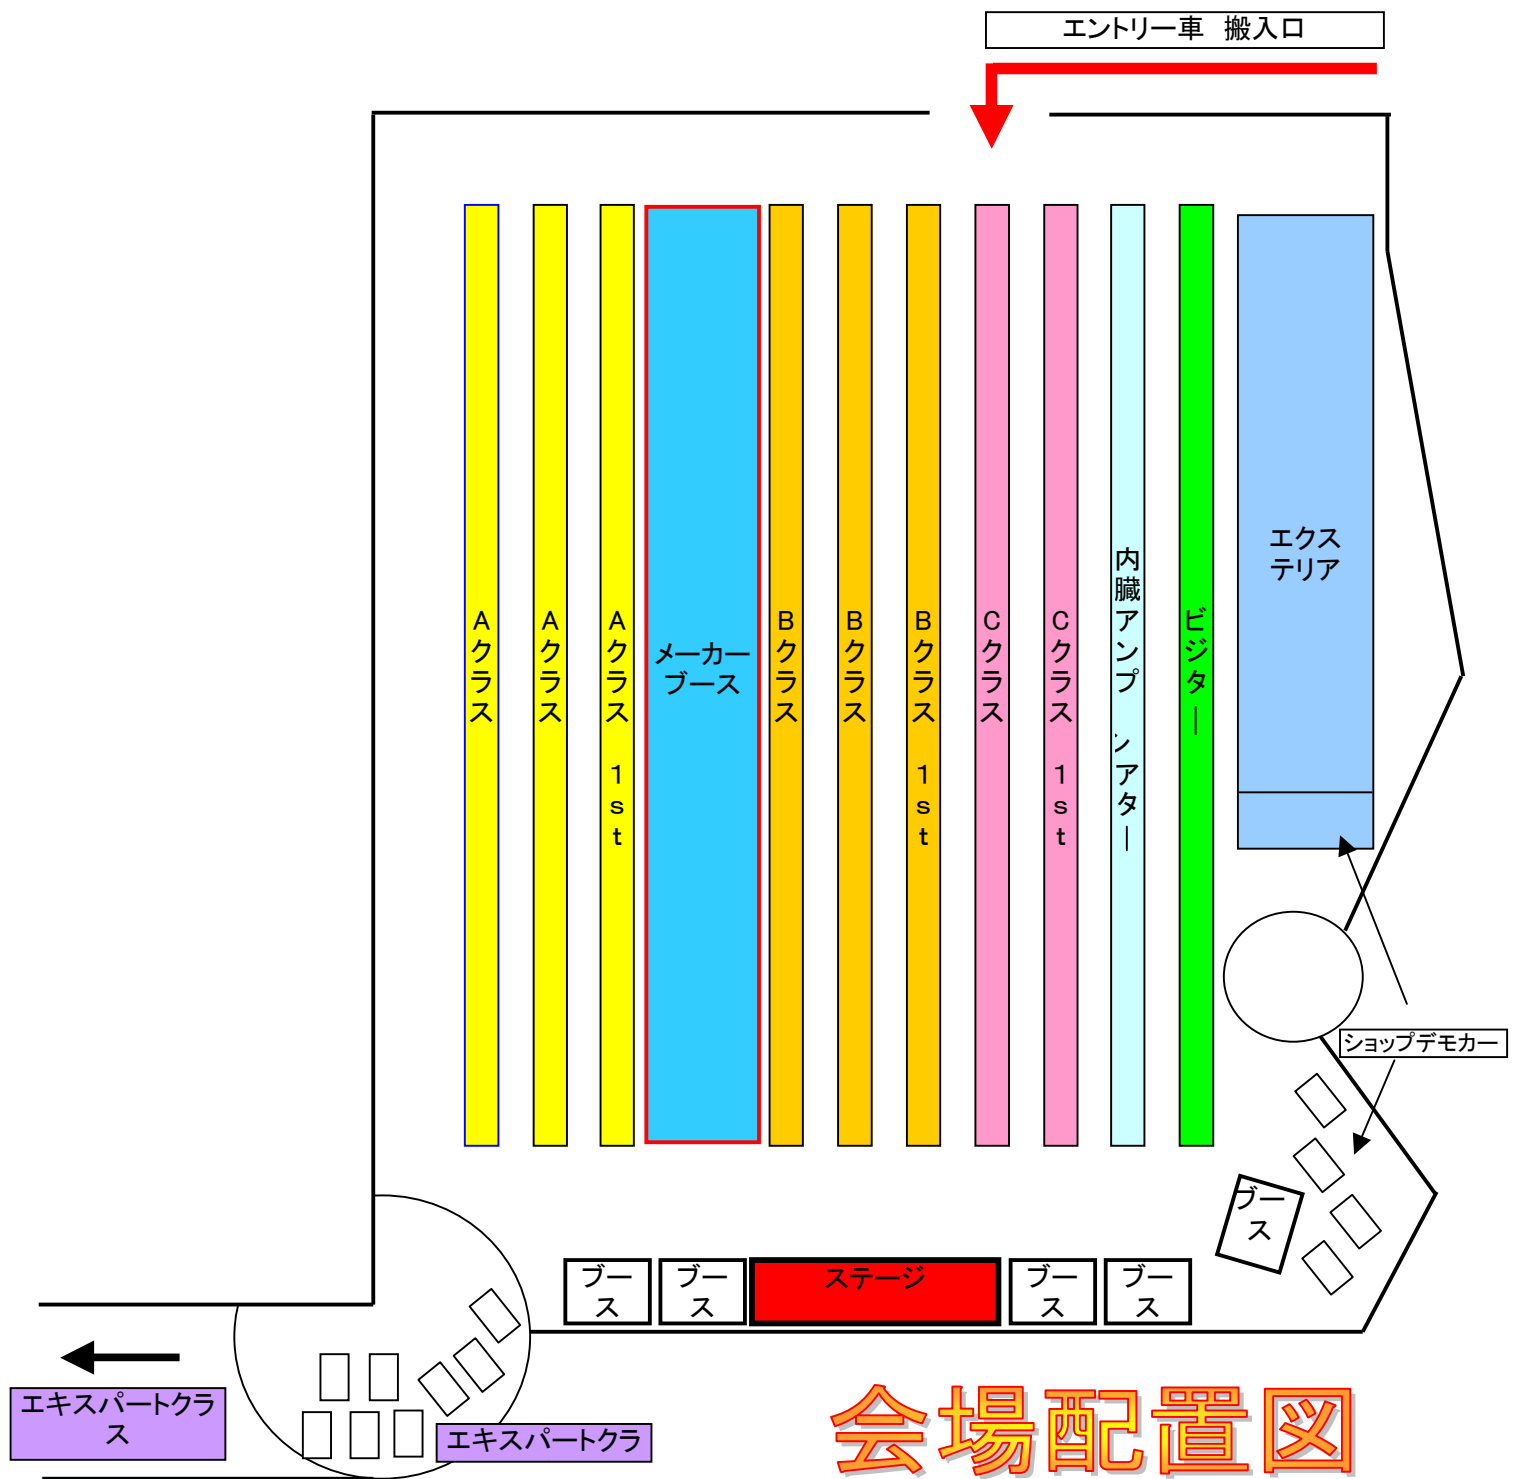 エントリー車　搬入口
Aクラス
Aクラス
Aクラス　1st
メーカー
ブース
Bクラス
Bクラス
Bクラス　1st
Cクラス
Cクラス　1st
内臓アンプ　シアター
ビジター
エクス
テリア
ショップデモカー
ブー
ス
ブー
ス
ブー
ス
ステージ
ブー
ス
ブー
ス
エキスパートクラ
ス
エキスパートクラ
会場配置図